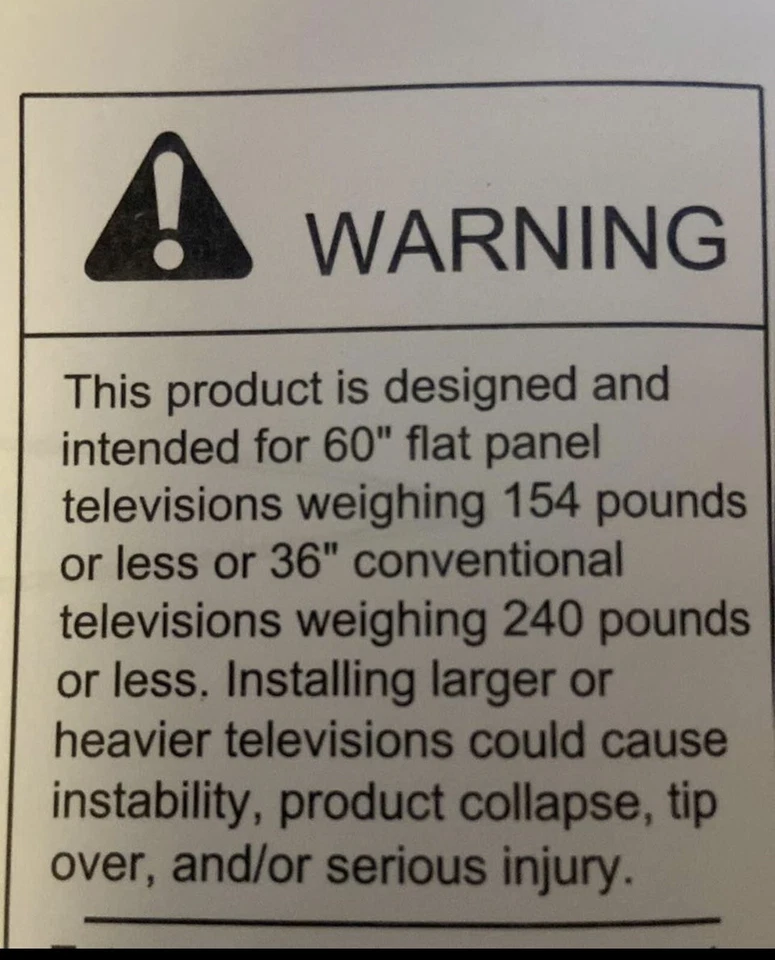 WARNING
This product is designed and
intended for 60" flat panel
televisions weighing 154 pounds
or less or 36" conventional
televisions weighing 240 pounds
or less. Installing larger or
heavier televisions could cause
instability, product collapse, tip
over, and/or serious injury.